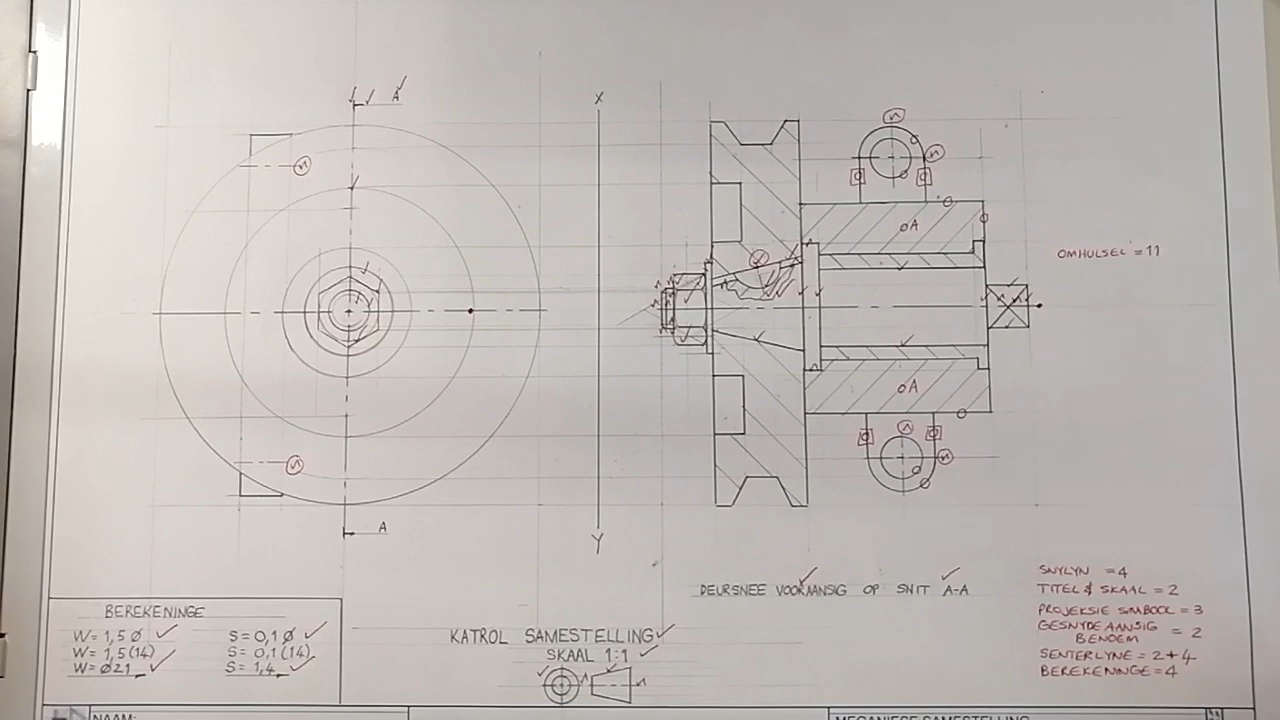 A
X
A
A
OMHULSEL = 11
A
Y
DEURSNEE VOORAANSIG OP SNIT A-A
SNYLYN = 4
TITEL & SKAAL = 2
PROJEKSIE SIMBOOL = 3
GESNYDE AANSIG BENOEM = 2
SENTERLYNE = 2+4
BEREKENINGE = 4
BEREKENINGE
W = 1,5 Ø S = 0,1 Ø
W = 1,5 (14) S = 0,1 (14)
W = Ø21 S = 1,4
KATROL SAMESTELLING
SKAAL 1:1
NAAM:
MEGANIESE SAMESTELLING